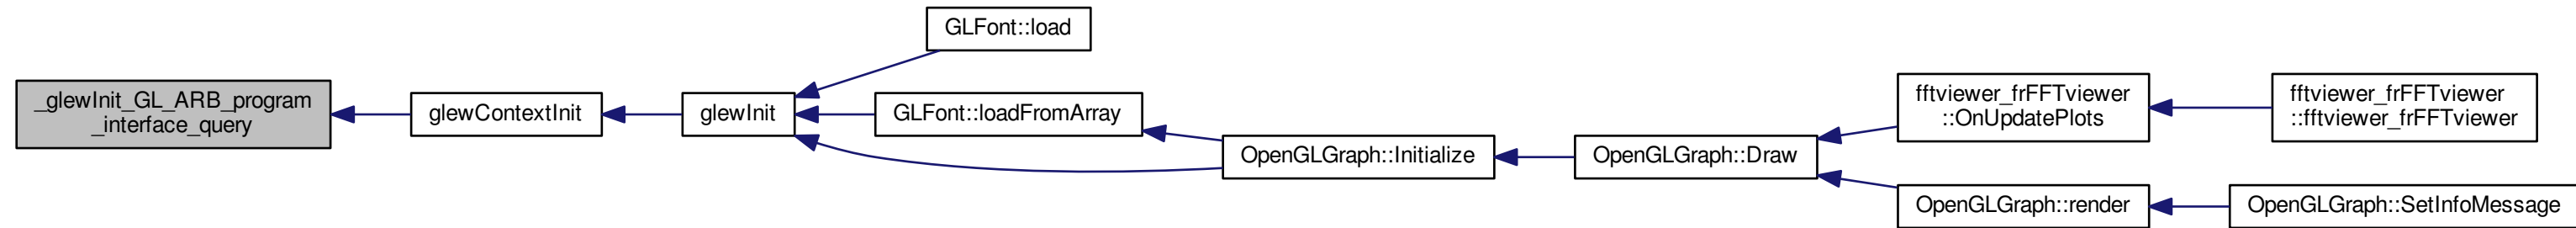 _glewInit_GL_ARB_program
_interface_query
glewContextInit
glewInit
GLFont::load
GLFont::loadFromArray
OpenGLGraph::Initialize
OpenGLGraph::Draw
fftviewer_frFFTviewer
::OnUpdatePlots
fftviewer_frFFTviewer
::fftviewer_frFFTviewer
OpenGLGraph::render
OpenGLGraph::SetInfoMessage